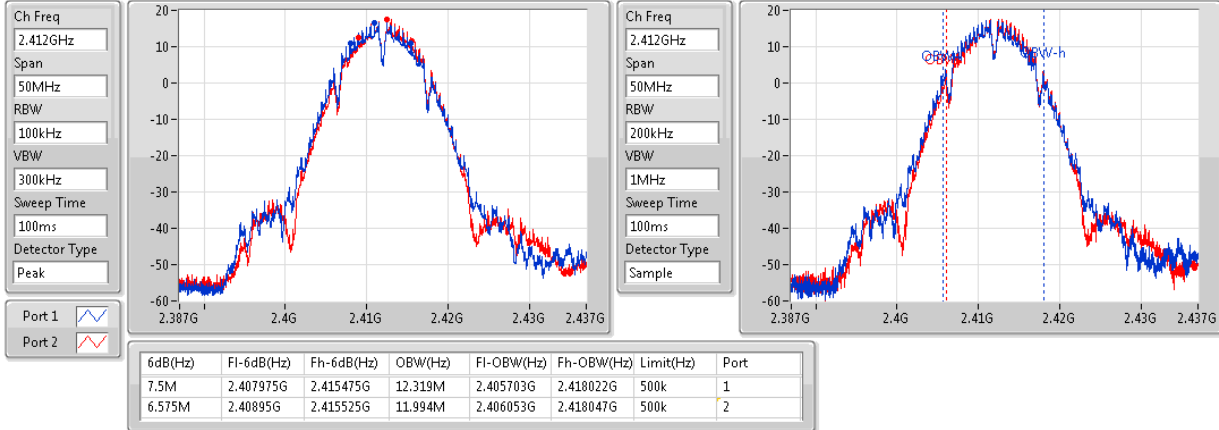 Ch Freq
2.412GHz
Span
50MHz
RBW
100kHz
VBW
300kHz
Sweep Time
100ms
Detector Type
Peak
Port 1
Port 2
20
10
0
-10
-20
-30
-40
-50
-60
2.387G 2.4G 2.41G 2.42G 2.43G 2.437G
Ch Freq
2.412GHz
Span
50MHz
RBW
200kHz
VBW
1MHz
Sweep Time
100ms
Detector Type
Sample
20
10
0
-10
-20
-30
-40
-50
-60
OBW-h
2.387G 2.4G 2.41G 2.42G 2.43G 2.437G
6dB(Hz) Fl-6dB(Hz) Fh-6dB(Hz) OBW(Hz) Fl-OBW(Hz) Fh-OBW(Hz) Limit(Hz) Port
7.5M 2.407975G 2.415475G 12.319M 2.405703G 2.418022G 500k 1
6.575M 2.40895G 2.415525G 11.994M 2.406053G 2.418047G 500k 2